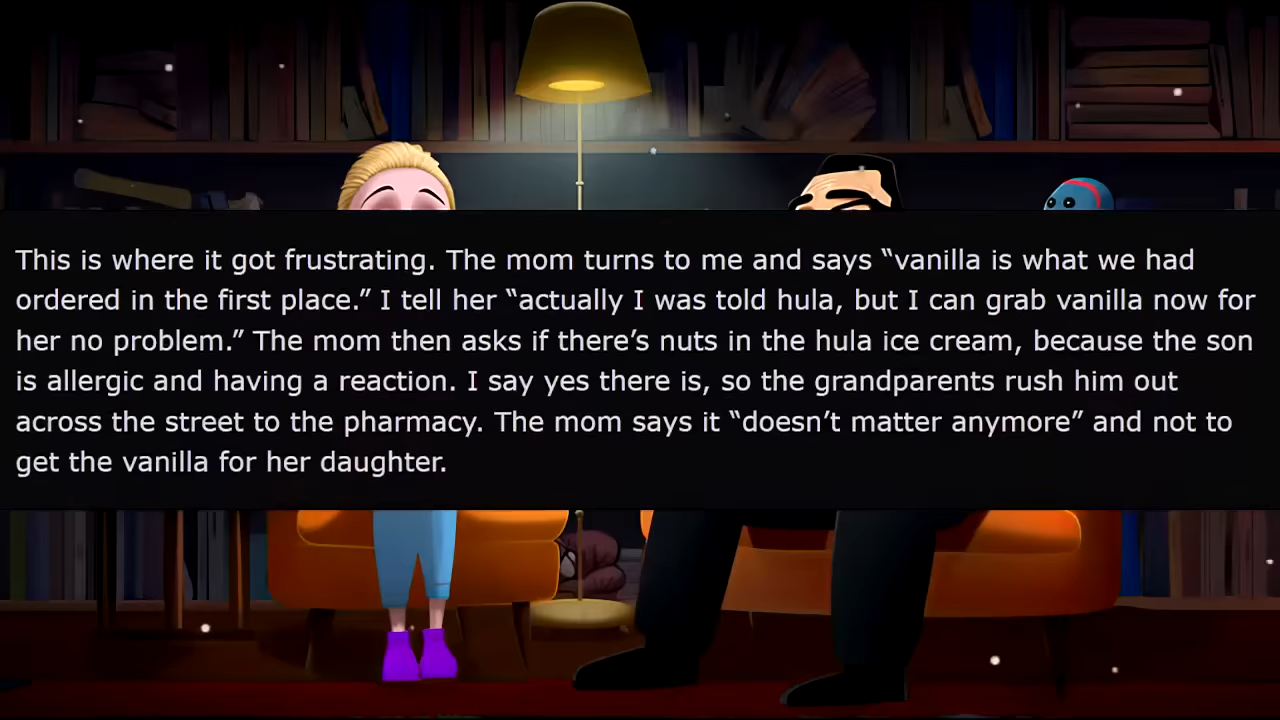 This is where it got frustrating. The mom turns to me and says “vanilla is what we had
ordered in the first place.” I tell her “actually I was told hula, but I can grab vanilla now for
her no problem.” The mom then asks if there’s nuts in the hula ice cream, because the son
is allergic and having a reaction. I say yes there is, so the grandparents rush him out
across the street to the pharmacy. The mom says it “doesn’t matter anymore” and not to
get the vanilla for her daughter.